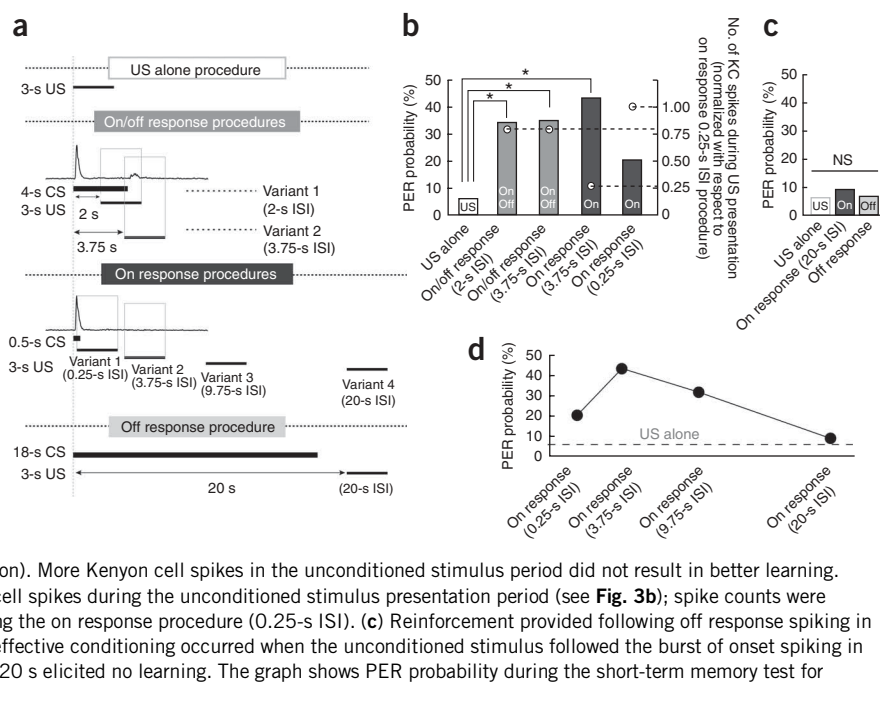 a
US alone procedure
3-s US
On/off response procedures
4-s CS
3-s US
2 s
3.75 s
Variant 1
(2-s ISI)
Variant 2
(3.75-s ISI)
On response procedures
0.5-s CS
3-s US
Variant 1
(0.25-s ISI)
Variant 2
(3.75-s ISI)
Variant 3
(9.75-s ISI)
Variant 4
(20-s ISI)
Off response procedure
18-s CS
3-s US
20 s
(20-s ISI)
b
PER probability (%)
50
40
30
20
10
0
*
*
*
US
On
Off
On
Off
On
On
US alone
On/off response
(2-s ISI)
On/off response
(3.75-s ISI)
On response
(3.75-s ISI)
On response
(0.25-s ISI)
1.00
0.75
0.50
0.25
0
No. of KC spikes during US presentation
(normalized with respect to
on response 0.25-s ISI procedure)
c
PER probability (%)
50
40
30
20
10
0
NS
US
On
Off
US alone
On response (20-s ISI)
Off response
d
PER probability (%)
50
40
30
20
10
0
US alone
On response
(0.25-s ISI)
On response
(3.75-s ISI)
On response
(9.75-s ISI)
On response
(20-s ISI)
on). More Kenyon cell spikes in the unconditioned stimulus period did not result in better learning.
cell spikes during the unconditioned stimulus presentation period (see Fig. 3b); spike counts were
ng the on response procedure (0.25-s ISI). (c) Reinforcement provided following off response spiking in
effective conditioning occurred when the unconditioned stimulus followed the burst of onset spiking in
20 s elicited no learning. The graph shows PER probability during the short-term memory test for